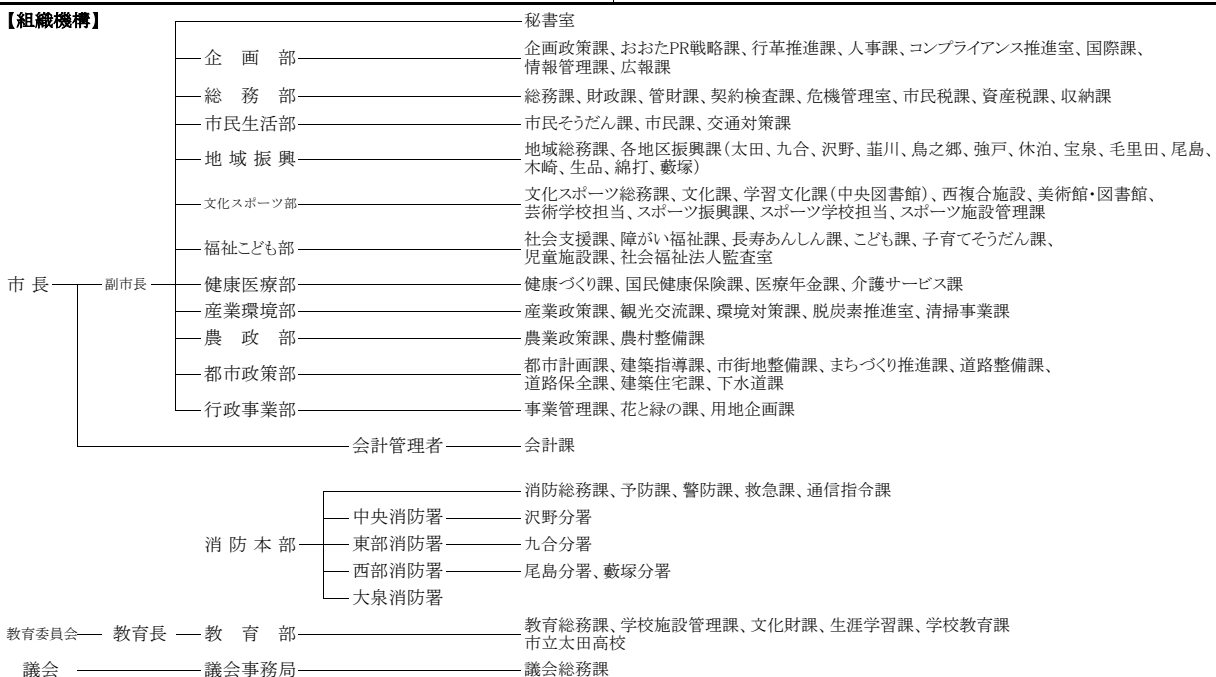 【組織機構】
秘書室
企画部
企画政策課、おおたPR戦略課、行革推進課、人事課、コンプライアンス推進室、国際課、
情報管理課、広報課
総務部
総務課、財政課、管財課、契約検査課、危機管理室、市民税課、資産税課、収納課
市民生活部
市民そうだん課、市民課、交通対策課
地域振興
地域総務課、各地区振興課(太田、九合、沢野、韮川、鳥之郷、強戸、休泊、宝泉、毛里田、尾島、
木崎、生品、綿打、藪塚)
文化スポーツ部
文化スポーツ総務課、文化課、学習文化課(中央図書館)、西複合施設、美術館・図書館、
芸術学校担当、スポーツ振興課、スポーツ学校担当、スポーツ施設管理課
福祉こども部
社会支援課、障がい福祉課、長寿あんしん課、こども課、子育てそうだん課、
児童施設課、社会福祉法人監査室
市長
副市長
健康医療部
健康づくり課、国民健康保険課、医療年金課、介護サービス課
産業環境部
産業政策課、観光交流課、環境対策課、脱炭素推進室、清掃事業課
農政部
農業政策課、農村整備課
都市政策部
都市計画課、建築指導課、市街地整備課、まちづくり推進課、道路整備課、
道路保全課、建築住宅課、下水道課
行政事業部
事業管理課、花と緑の課、用地企画課
会計管理者
会計課
消防総務課、予防課、警防課、救急課、通信指令課
中央消防署
沢野分署
消防本部
東部消防署
九合分署
西部消防署
尾島分署、藪塚分署
大泉消防署
教育委員会
教育長
教育部
教育総務課、学校施設管理課、文化財課、生涯学習課、学校教育課
市立太田高校
議会
議会事務局
議会総務課